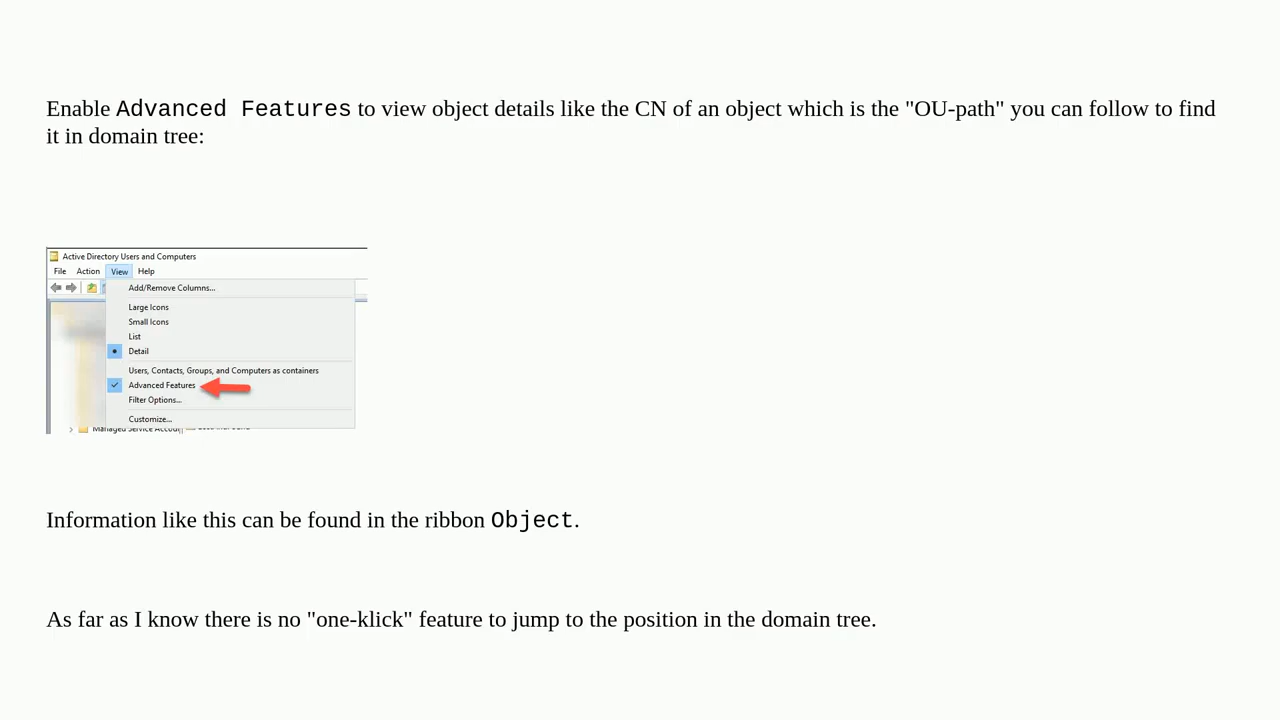 Enable Advanced Features to view object details like the CN of an object which is the "OU-path" you can follow to find
it in domain tree:
Active Directory Users and Computers
File Action View Help
Add/Remove Columns...
Large Icons
Small Icons
List
Detail
Users, Contacts, Groups, and Computers as containers
Advanced Features
Filter Options...
Customize...
Managed Service Accou
Information like this can be found in the ribbon Object.
As far as I know there is no "one-klick" feature to jump to the position in the domain tree.